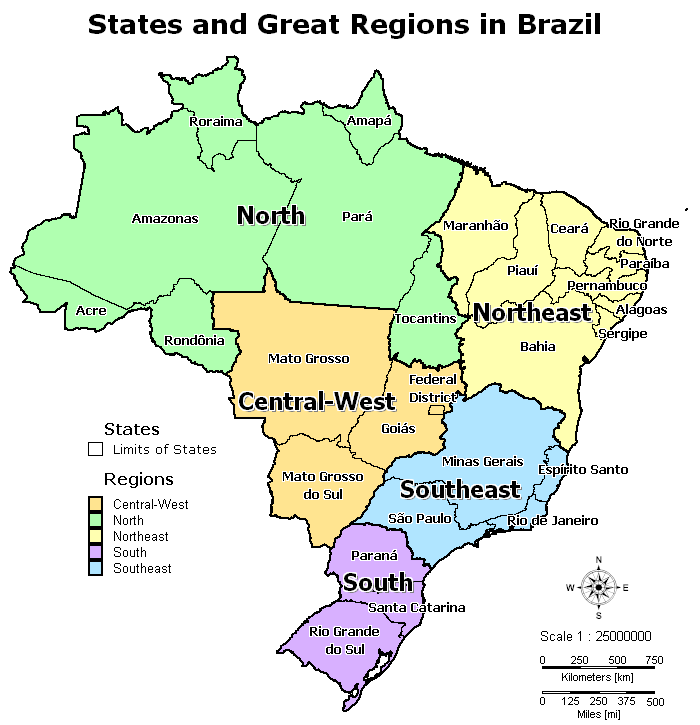 States and Great Regions in Brazil
Roraima
Amapá
Amazonas
North
Pará
Maranhão
Ceará
Rio Grande
do Norte
Paraíba
Piauí
Pernambuco
Acre
Rondônia
Tocantins
Northeast
Alagoas
Sergipe
Bahia
Mato Grosso
Federal
District
Central-West
Goiás
States
Limits of States
Regions
Central-West
North
Northeast
South
Southeast
Mato Grosso
do Sul
Minas Gerais
Espírito Santo
Southeast
São Paulo
Rio de Janeiro
Paraná
South
Santa Catarina
Rio Grande
do Sul
N
W E
S
Scale 1 : 25000000
0 250 500 750
Kilometers [km]
0 125 250 375 500
Miles [mi]